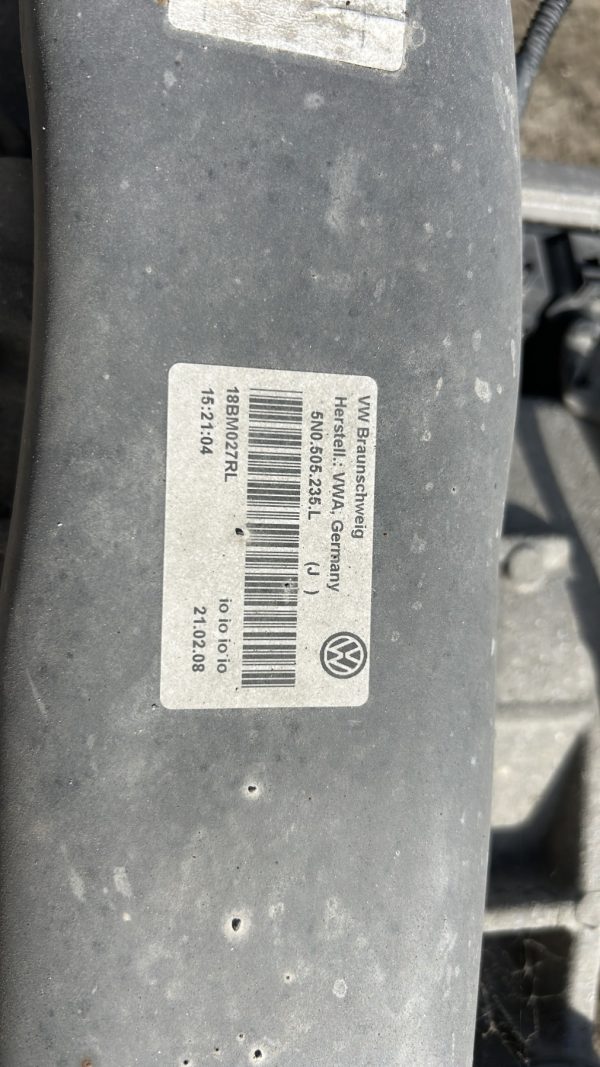 VW Braunschweig
Herstell.: VWA, Germany
5N0.505.235.L (J )
18BM027RL io io io io
15:21:04 21.02.08